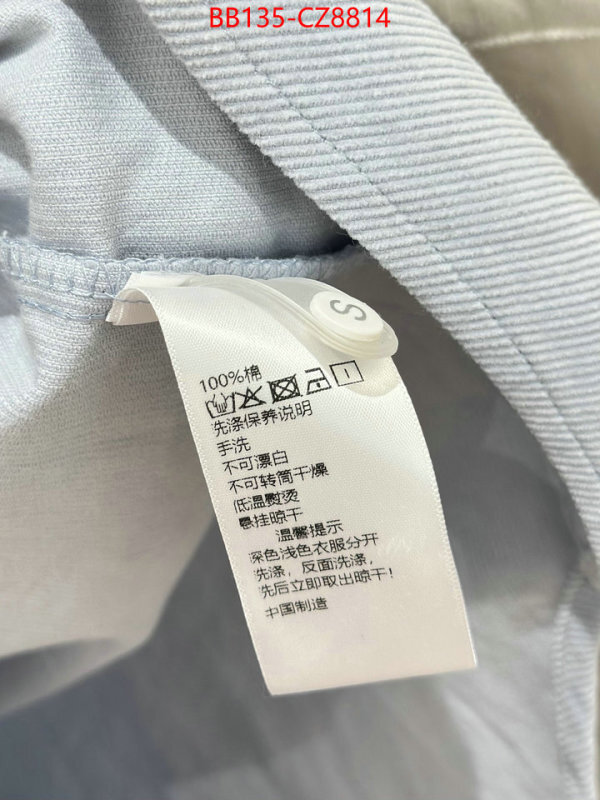 BB135-CZ8814
S
100%棉
洗涤保养说明
手洗
不可漂白
不可转筒干燥
低温熨烫
悬挂晾干
温馨提示
深色浅色衣服分开
洗涤，反面洗涤，
洗后立即取出晾干！
中国制造